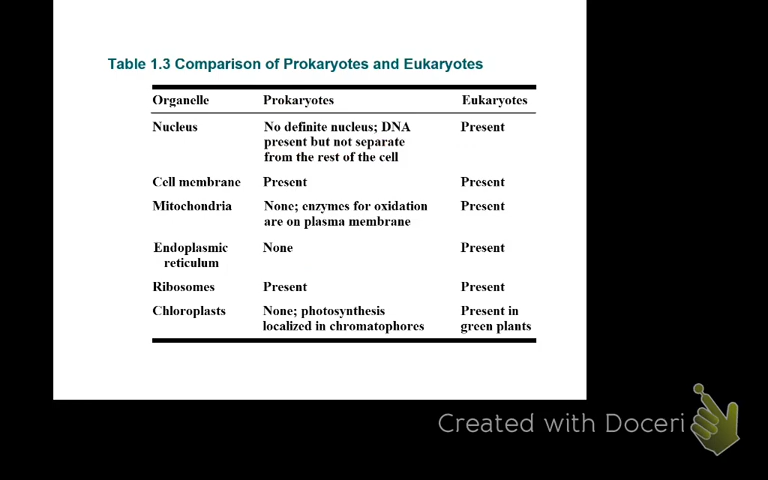 Table 1.3 Comparison of Prokaryotes and Eukaryotes
Organelle Prokaryotes Eukaryotes
Nucleus No definite nucleus; DNA Present
present but not separate
from the rest of the cell
Cell membrane Present Present
Mitochondria None; enzymes for oxidation Present
are on plasma membrane
Endoplasmic None Present
reticulum
Ribosomes Present Present
Chloroplasts None; photosynthesis Present in
localized in chromatophores green plants
Created with Doceri